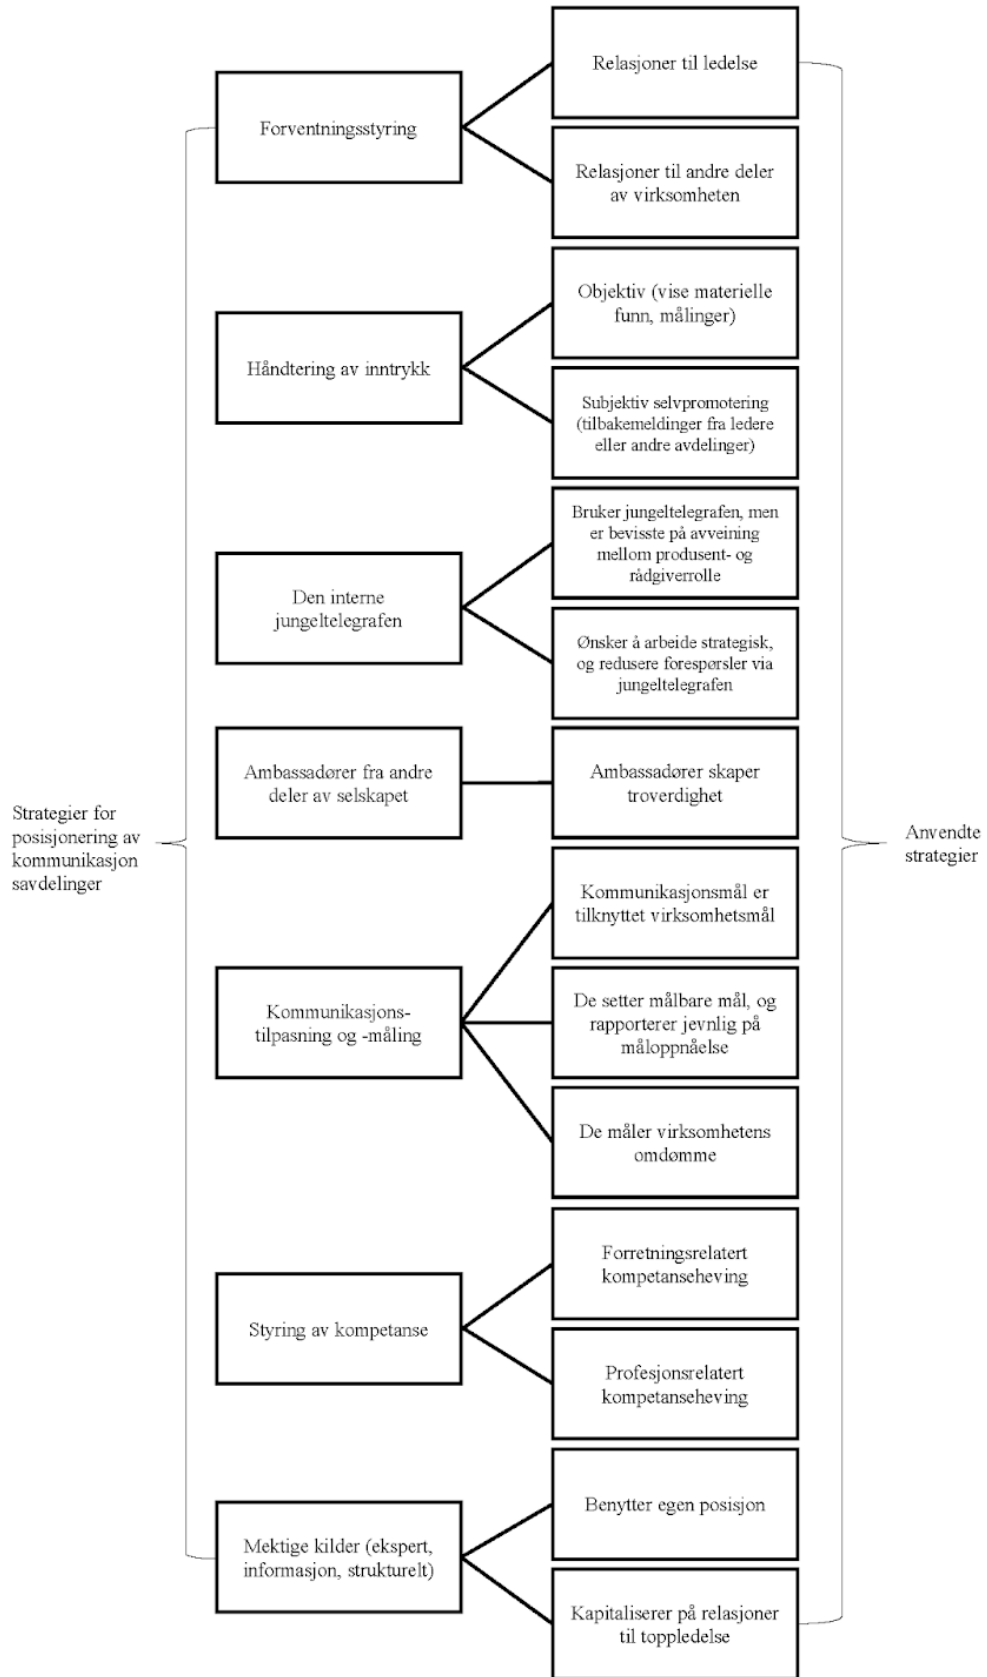 Relasjoner til ledelse
Forventningsstyring
Relasjoner til andre deler
av virksomheten
Objektiv (vise materielle
funn, målinger)
Håndtering av inntrykk
Subjektiv selvpromotering
(tilbakemeldinger fra ledere
eller andre avdelinger)
Bruker jungeltelegrafen, men
er bevisste på avveining
mellom produsent- og
rådgiverrolle
Den interne
jungeltelegrafen
Ønsker å arbeide strategisk,
og redusere forespørsler via
jungeltelegrafen
Ambassadører fra andre
deler av selskapet
Ambassadører skaper
troverdighet
Strategier for
posisjonering av
kommunikasjon
savdelinger
Anvendte
strategier
Kommunikasjonsmål er
tilknyttet virksomhetsmål
Kommunikasjons-
tilpasning og -måling
De setter målbare mål, og
rapporterer jevnlig på
måloppnåelse
De måler virksomhetens
omdømme
Forretningsrelatert
kompetanseheving
Styring av kompetanse
Profesjonsrelatert
kompetanseheving
Benytter egen posisjon
Mektige kilder (ekspert,
informasjon, strukturelt)
Kapitaliserer på relasjoner
til toppledelse